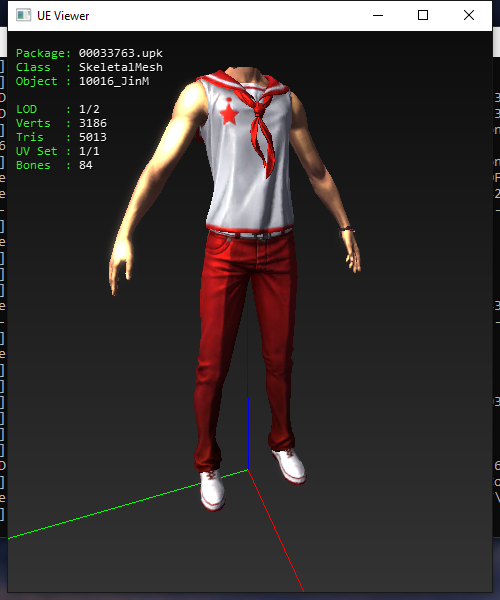 UE Viewer
Package: 00033763.upk
Class  : SkeletalMesh
Object : 10016_JinM
LOD    : 1/2
Verts  : 3186
Tris   : 5013
UV Set : 1/1
Bones  : 84